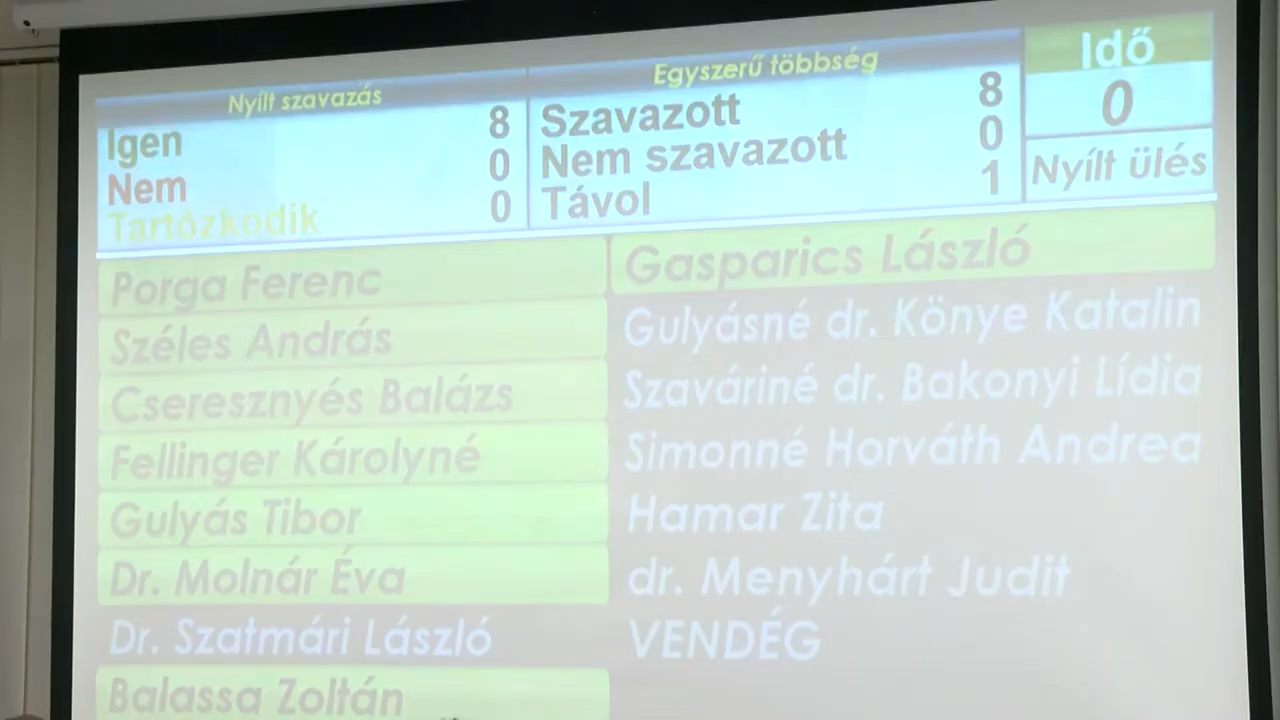 Nyílt szavazás
Igen 8
Nem 0
Tartózkodik 0
Egyszerű többség
Szavazott 8
Nem szavazott 0
Távol 1
Idő
0
Nyílt ülés
Porga Ferenc
Széles András
Cseresznyés Balázs
Fellinger Károlyné
Gulyás Tibor
Dr. Molnár Éva
Dr. Szatmári László
Balassa Zoltán
Gasparics László
Gulyásné dr. Könye Katalin
Szaváriné dr. Bakonyi Lídia
Simonné Horváth Andrea
Hamar Zita
dr. Menyhárt Judit
VENDÉG